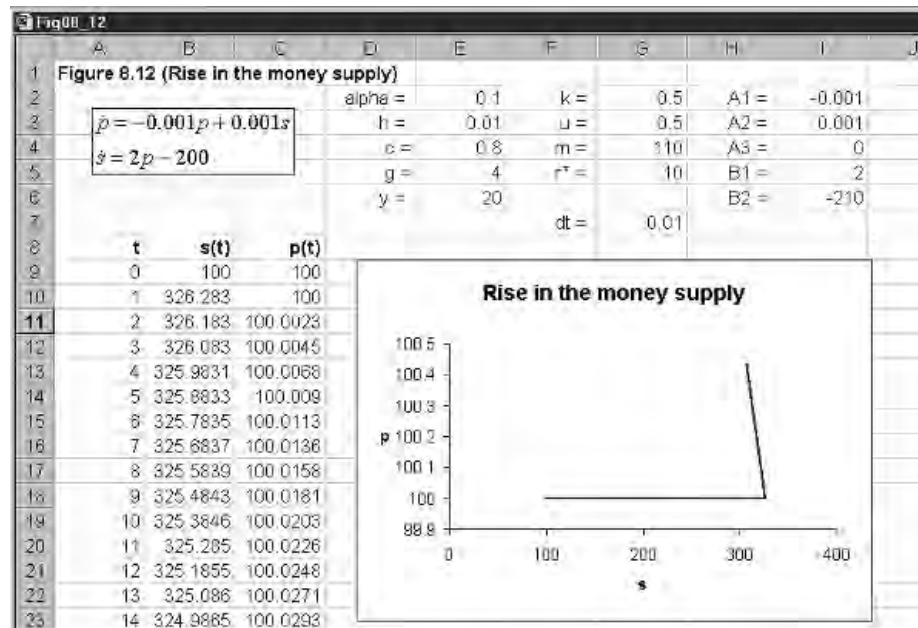 Fig08_12
A B C D E F G H I J
1 Figure 8.12 (Rise in the money supply)
2 alpha = 0.1 k = 0.5 A1 = -0.001
3 ṗ = −0.001p + 0.001s h = 0.01 u = 0.5 A2 = 0.001
4 ṡ = 2p − 200 c = 0.8 m = 110 A3 = 0
5 g = 4 r* = 10 B1 = 2
6 y = 20 B2 = -210
7 dt = 0.01
8 t s(t) p(t)
9 0 100 100
10 1 326.283 100
11 2 326.183 100.0023
12 3 326.083 100.0045
13 4 325.9831 100.0068
14 5 325.8833 100.009
15 6 325.7835 100.0113
16 7 325.6837 100.0136
17 8 325.5839 100.0158
18 9 325.4843 100.0181
19 10 325.3846 100.0203
20 11 325.285 100.0226
21 12 325.1855 100.0248
22 13 325.086 100.0271
23 14 324.9865 100.0293
Rise in the money supply
100.5
100.4
100.3
p 100.2
100.1
100
99.9
0 100 200 300 400
s